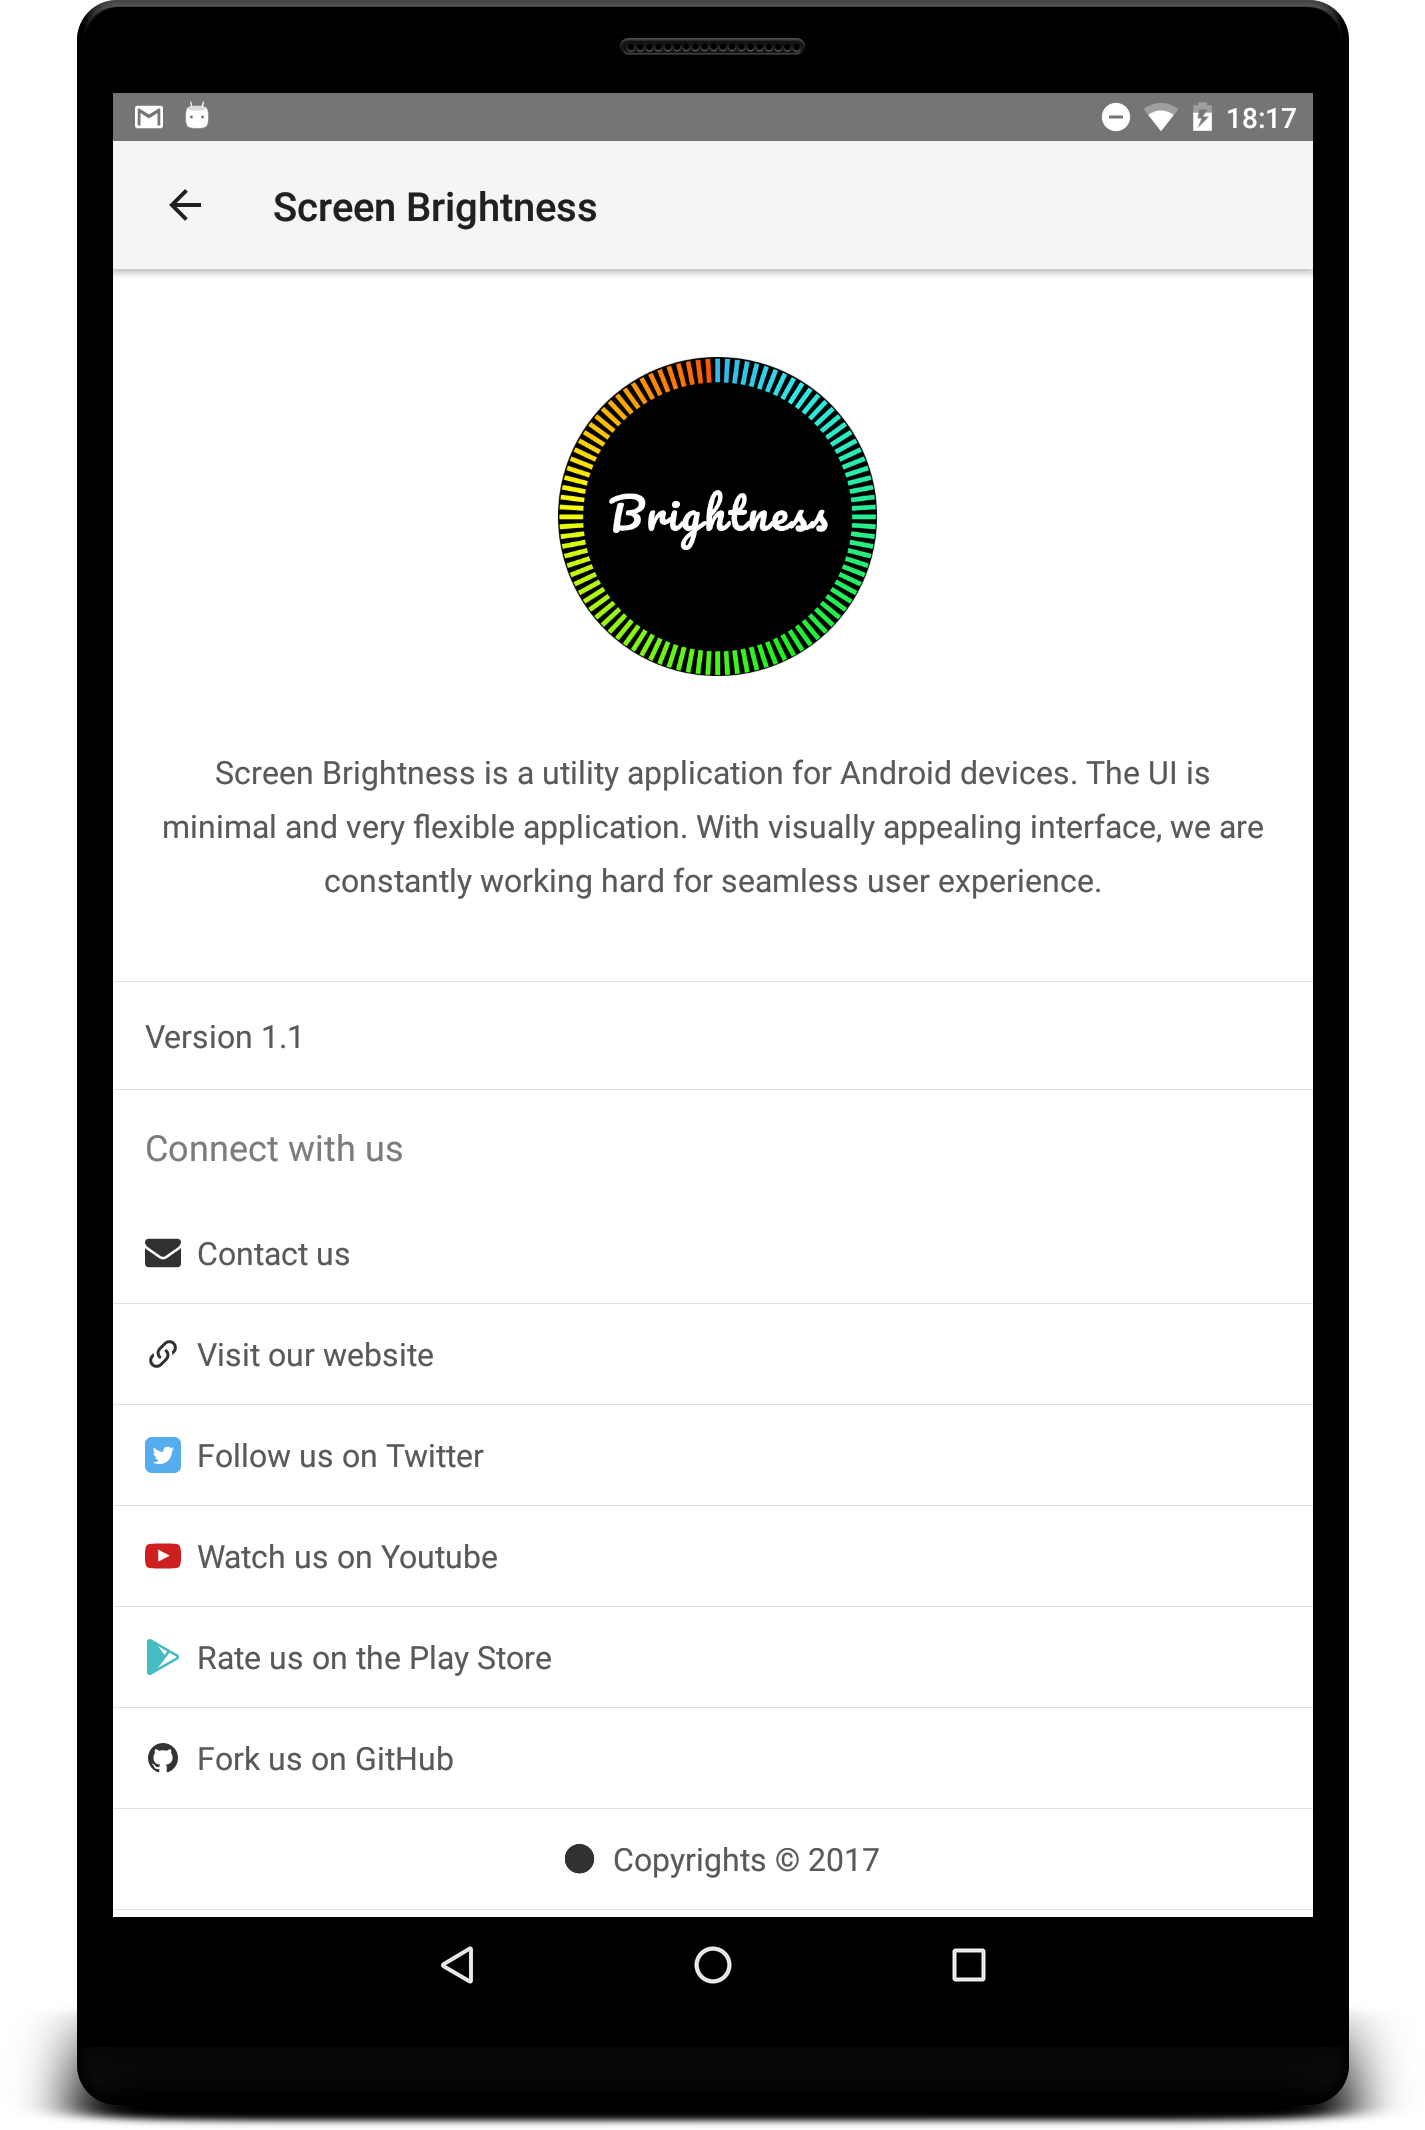 18:17
Screen Brightness
Brightness
Screen Brightness is a utility application for Android devices. The UI is
minimal and very flexible application. With visually appealing interface, we are
constantly working hard for seamless user experience.
Version 1.1
Connect with us
Contact us
Visit our website
Follow us on Twitter
Watch us on Youtube
Rate us on the Play Store
Fork us on GitHub
Copyrights © 2017